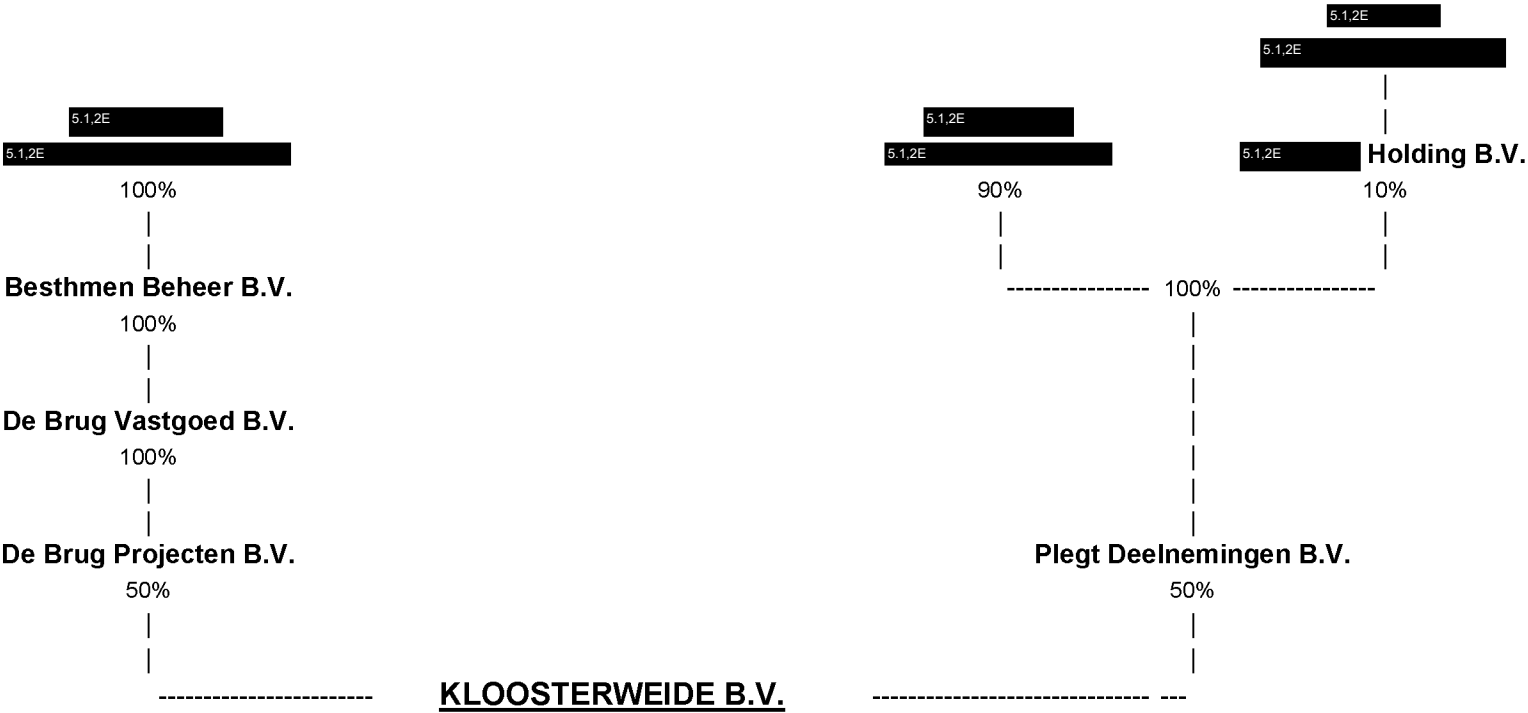 5.1,2E
5.1,2E
5.1,2E 5.1,2E
5.1,2E 5.1,2E 5.1,2E Holding B.V.
100% 90% 10%
Besthmen Beheer B.V. 100%
100%
De Brug Vastgoed B.V.
100%
De Brug Projecten B.V. Plegt Deelnemingen B.V.
50% 50%
KLOOSTERWEIDE B.V.